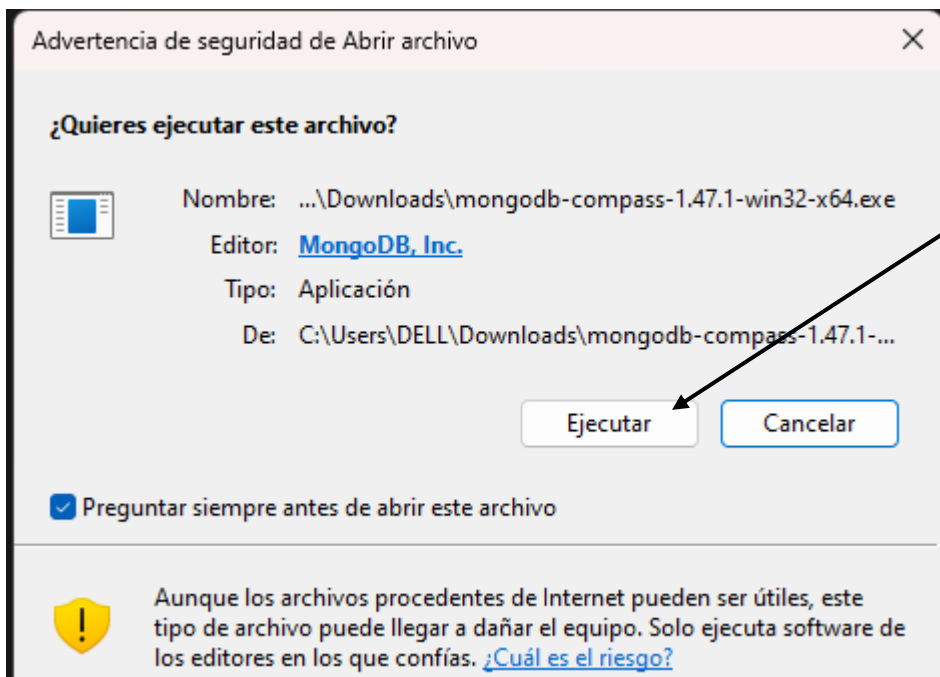 Advertencia de seguridad de Abrir archivo
¿Quieres ejecutar este archivo?
Nombre: ...\Downloads\mongodb-compass-1.47.1-win32-x64.exe
Editor: MongoDB, Inc.
Tipo: Aplicación
De: C:\Users\DELL\Downloads\mongodb-compass-1.47.1-...
Ejecutar Cancelar
Preguntar siempre antes de abrir este archivo
Aunque los archivos procedentes de Internet pueden ser útiles, este
tipo de archivo puede llegar a dañar el equipo. Solo ejecuta software de
los editores en los que confías. ¿Cuál es el riesgo?